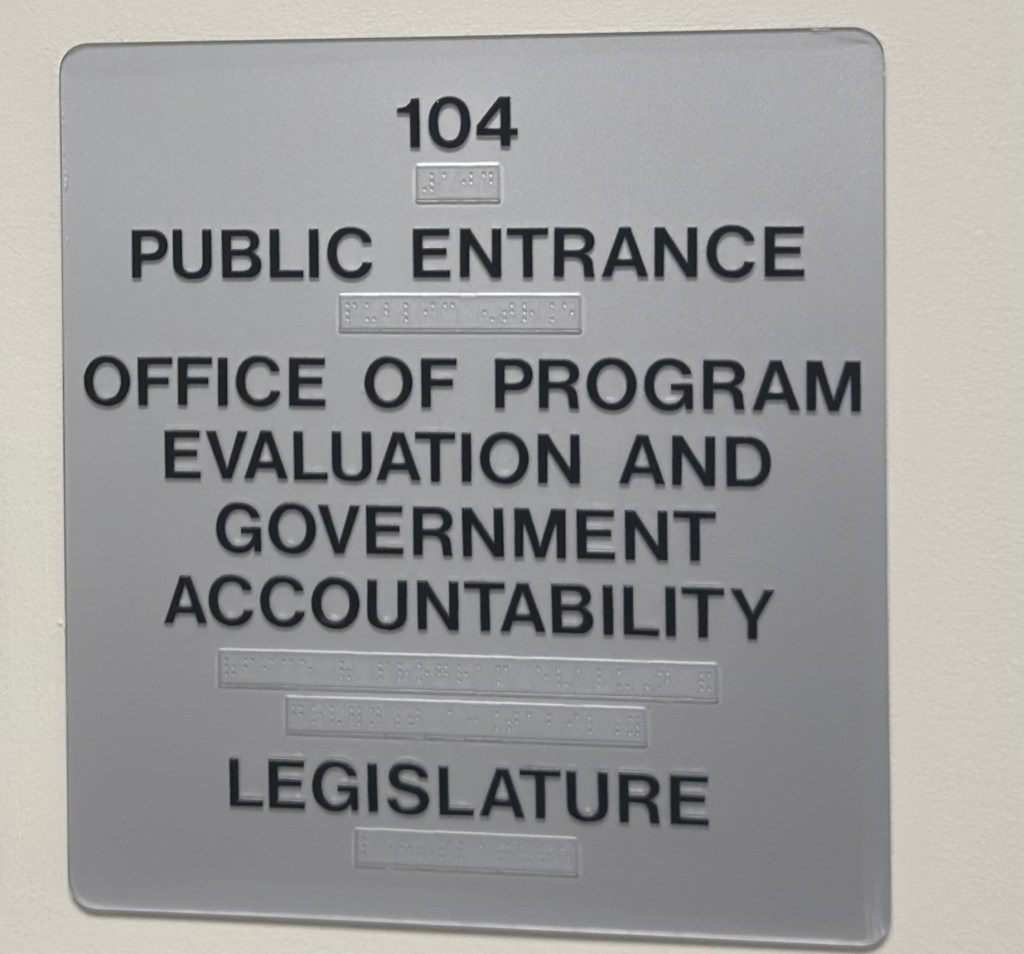 104
PUBLIC ENTRANCE
OFFICE OF PROGRAM
EVALUATION AND
GOVERNMENT
ACCOUNTABILITY
LEGISLATURE